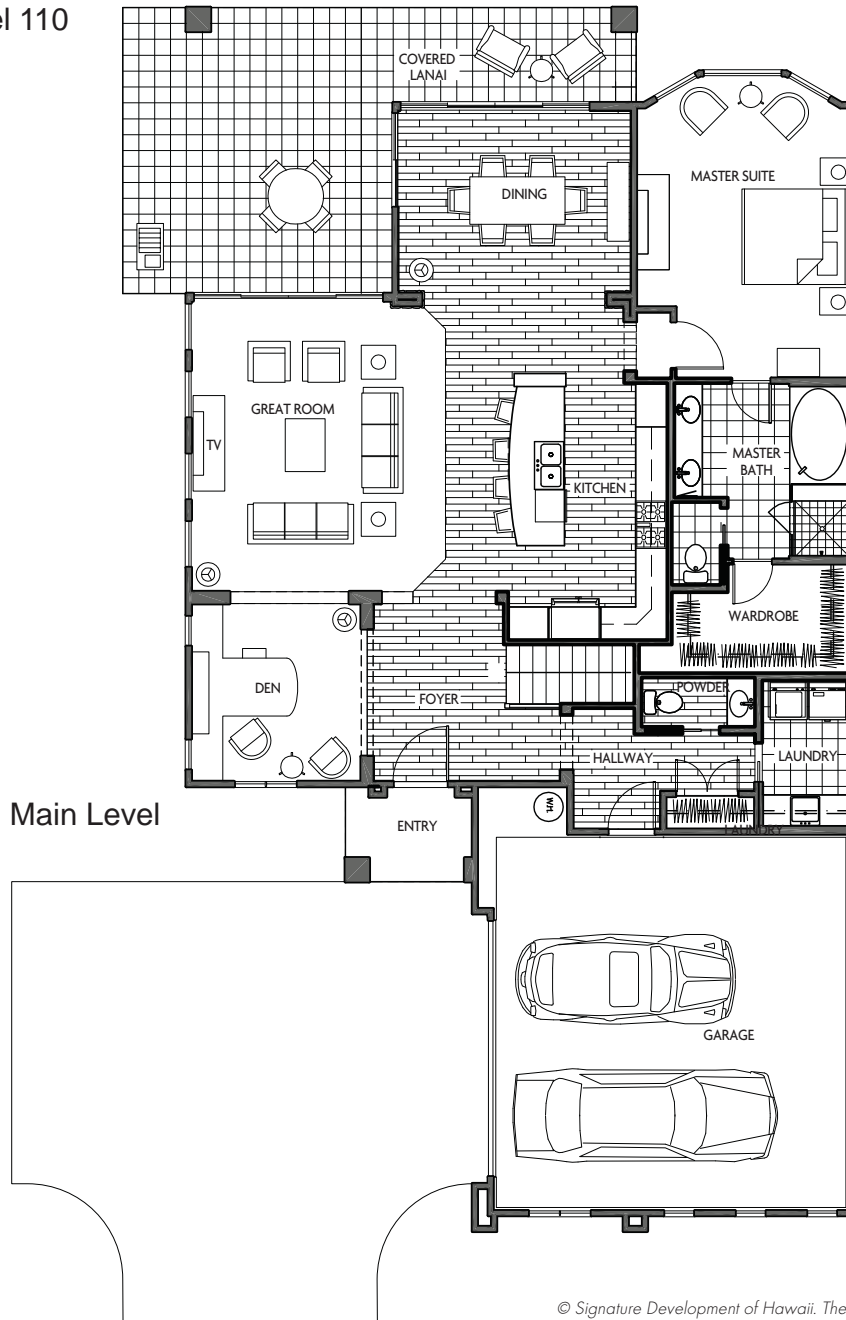 el 110
COVERED
LANAI
DINING
MASTER SUITE
GREAT ROOM
TV
MASTER
BATH
KITCHEN
WARDROBE
DEN
FOYER
POWDER
HALLWAY
LAUNDRY
Main Level
ENTRY
W.H.
LAUNDRY
GARAGE
© Signature Development of Hawaii. The